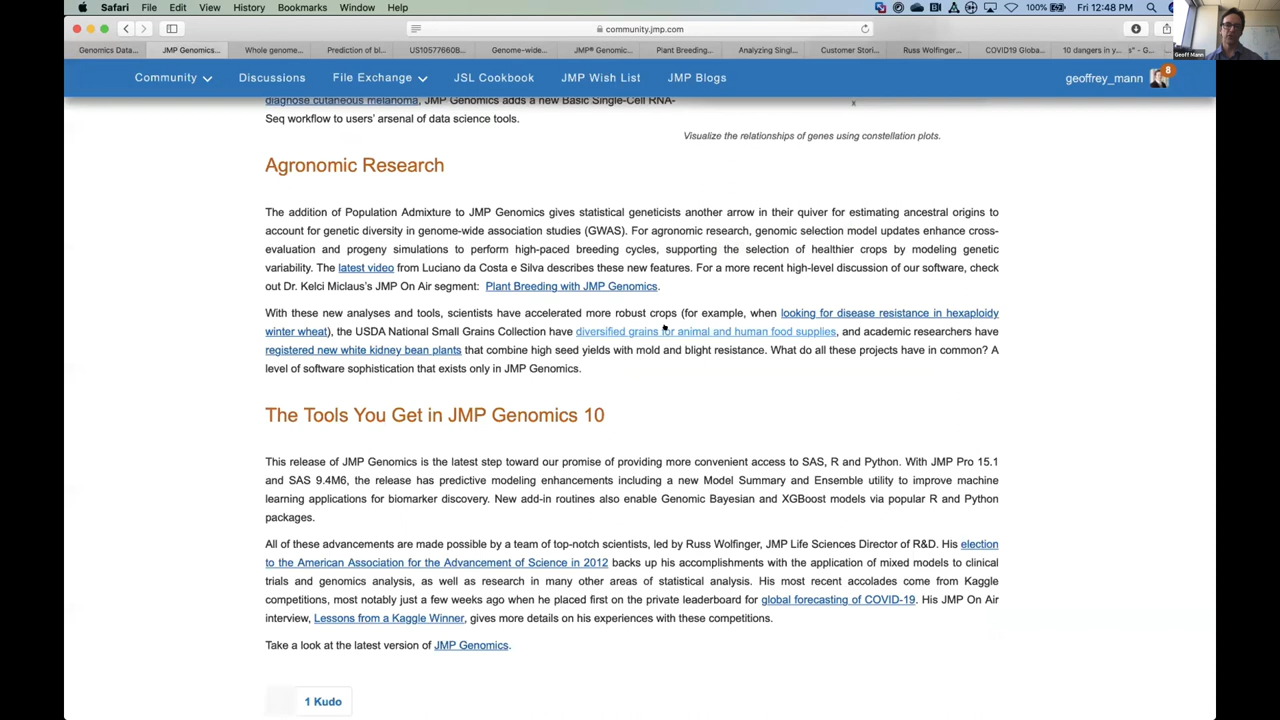 Safari File Edit View History Bookmarks Window Help
100% Fri 12:48 PM
community.jmp.com
Genomics Data... JMP Genomics... Whole genome... Prediction of bl... US10577660B... Genome-wide... JMP® Genomic... Plant Breeding... Analyzing Singl... Customer Stori... Russ Wolfinger... COVID19 Globa... 10 dangers in y...
Geoff Mann
Community Discussions File Exchange JSL Cookbook JMP Wish List JMP Blogs geoffrey_mann 8
diagnose cutaneous melanoma, JMP Genomics adds a new Basic Single-Cell RNA-
Seq workflow to users' arsenal of data science tools.
x
Visualize the relationships of genes using constellation plots.
Agronomic Research
The addition of Population Admixture to JMP Genomics gives statistical geneticists another arrow in their quiver for estimating ancestral origins to
account for genetic diversity in genome-wide association studies (GWAS). For agronomic research, genomic selection model updates enhance cross-
evaluation and progeny simulations to perform high-paced breeding cycles, supporting the selection of healthier crops by modeling genetic
variability. The latest video from Luciano da Costa e Silva describes these new features. For a more recent high-level discussion of our software, check
out Dr. Kelci Miclaus's JMP On Air segment: Plant Breeding with JMP Genomics.
With these new analyses and tools, scientists have accelerated more robust crops (for example, when looking for disease resistance in hexaploidy
winter wheat), the USDA National Small Grains Collection have diversified grains for animal and human food supplies, and academic researchers have
registered new white kidney bean plants that combine high seed yields with mold and blight resistance. What do all these projects have in common? A
level of software sophistication that exists only in JMP Genomics.
The Tools You Get in JMP Genomics 10
This release of JMP Genomics is the latest step toward our promise of providing more convenient access to SAS, R and Python. With JMP Pro 15.1
and SAS 9.4M6, the release has predictive modeling enhancements including a new Model Summary and Ensemble utility to improve machine
learning applications for biomarker discovery. New add-in routines also enable Genomic Bayesian and XGBoost models via popular R and Python
packages.
All of these advancements are made possible by a team of top-notch scientists, led by Russ Wolfinger, JMP Life Sciences Director of R&D. His election
to the American Association for the Advancement of Science in 2012 backs up his accomplishments with the application of mixed models to clinical
trials and genomics analysis, as well as research in many other areas of statistical analysis. His most recent accolades come from Kaggle
competitions, most notably just a few weeks ago when he placed first on the private leaderboard for global forecasting of COVID-19. His JMP On Air
interview, Lessons from a Kaggle Winner, gives more details on his experiences with these competitions.
Take a look at the latest version of JMP Genomics.
1 Kudo